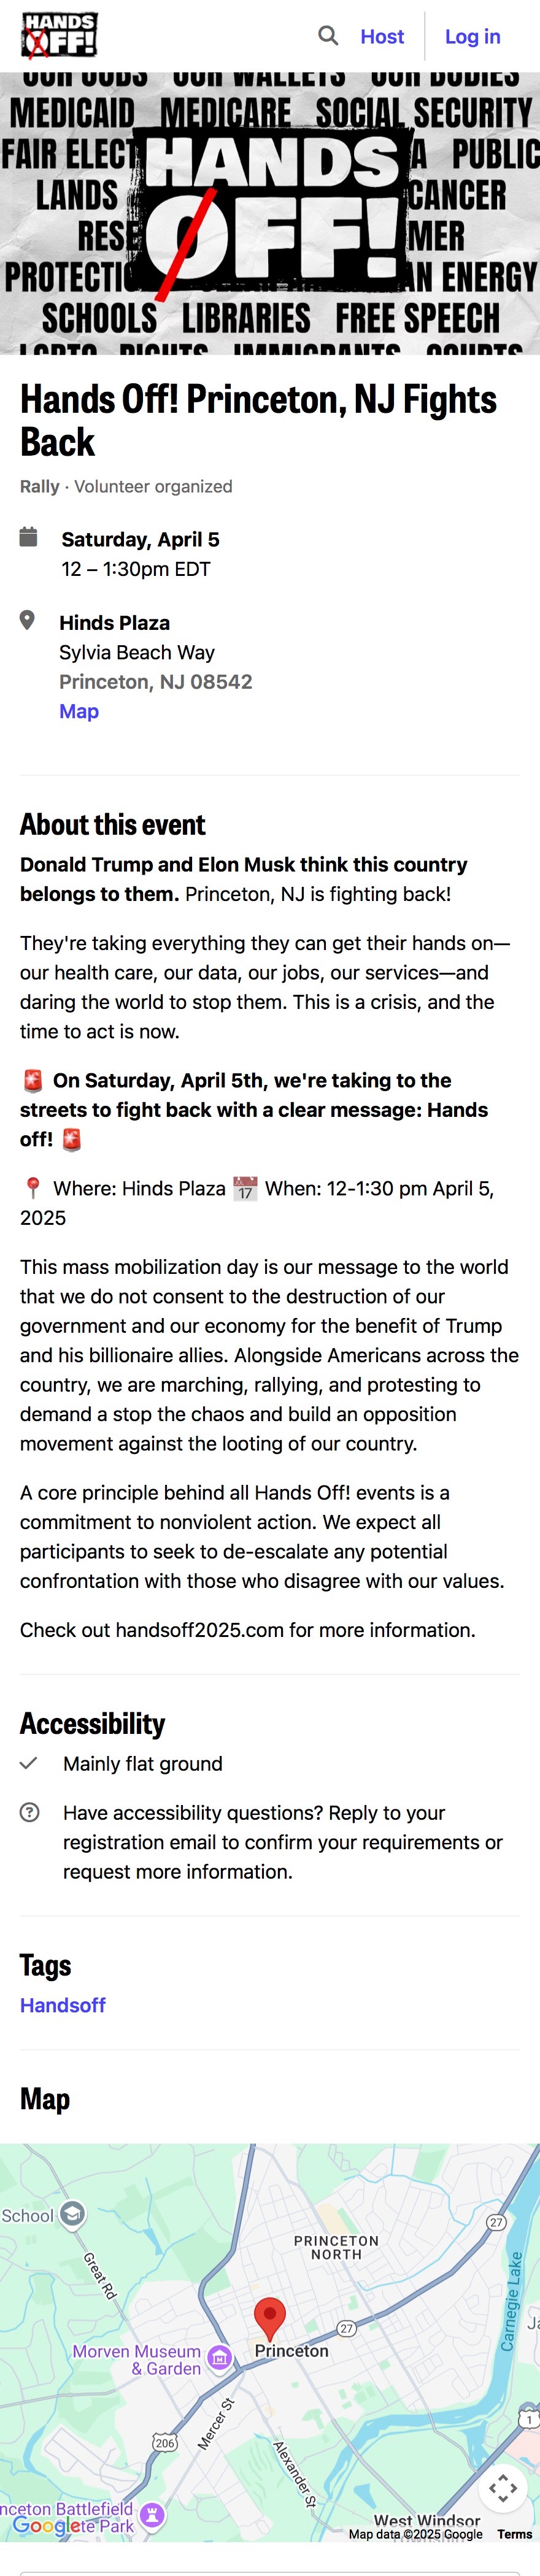 HANDS
OFF!
Host
Log in
OUR JOBS OUR WALLETS OUR BODIES
MEDICAID MEDICARE SOCIAL SECURITY
FAIR ELECT
HANDS
A PUBLIC
LANDS
OFF!
CANCER
RESE
MER
PROTECTIO
AN ENERGY
SCHOOLS LIBRARIES FREE SPEECH
LGBTQ RIGHTS IMMIGRANTS COURTS
Hands Off! Princeton, NJ Fights
Back
Rally · Volunteer organized
Saturday, April 5
12 – 1:30pm EDT
Hinds Plaza
Sylvia Beach Way
Princeton, NJ 08542
Map
About this event
Donald Trump and Elon Musk think this country
belongs to them. Princeton, NJ is fighting back!
They're taking everything they can get their hands on—
our health care, our data, our jobs, our services—and
daring the world to stop them. This is a crisis, and the
time to act is now.
🚨 On Saturday, April 5th, we're taking to the
streets to fight back with a clear message: Hands
off! 🚨
📍 Where: Hinds Plaza 📅 When: 12-1:30 pm April 5,
2025
This mass mobilization day is our message to the world
that we do not consent to the destruction of our
government and our economy for the benefit of Trump
and his billionaire allies. Alongside Americans across the
country, we are marching, rallying, and protesting to
demand a stop the chaos and build an opposition
movement against the looting of our country.
A core principle behind all Hands Off! events is a
commitment to nonviolent action. We expect all
participants to seek to de-escalate any potential
confrontation with those who disagree with our values.
Check out handsoff2025.com for more information.
Accessibility
Mainly flat ground
Have accessibility questions? Reply to your
registration email to confirm your requirements or
request more information.
Tags
Handsoff
Map
School
27
Great Rd
PRINCETON
NORTH
Carnegie Lake
27
Ja
Princeton
Morven Museum
& Garden
1
Mercer St
206
Alexander St
nceton Battlefield
te Park
Google
West Windsor
Map data ©2025 Google
Terms